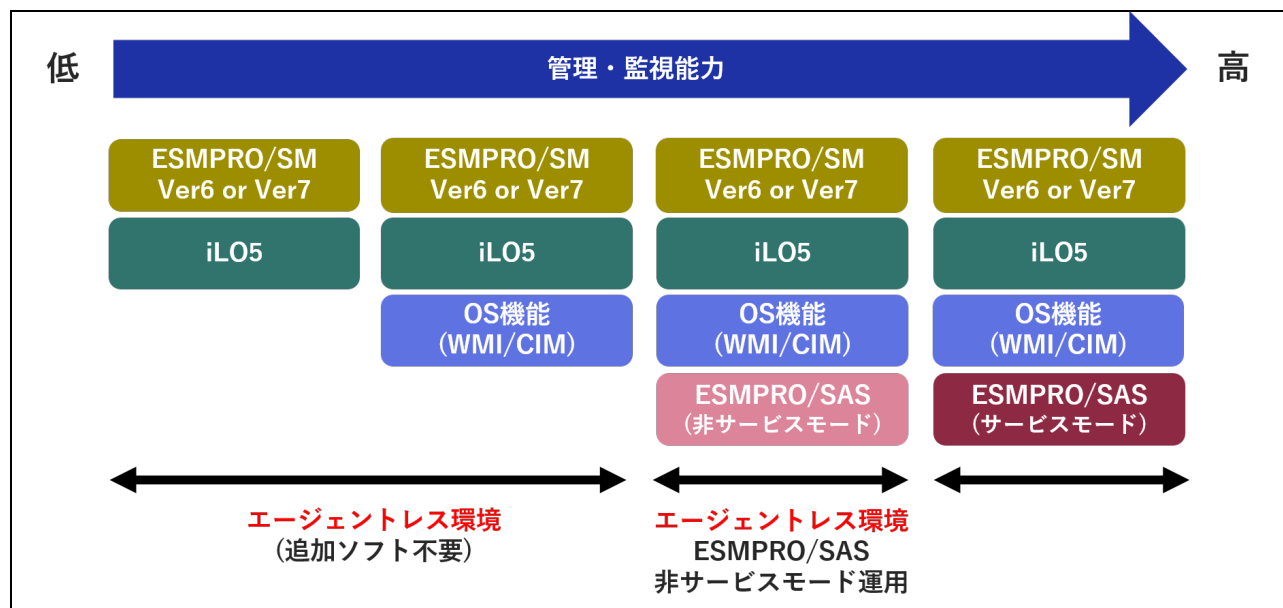 低
管理・監視能力
高
ESMPRO/SM
Ver6 or Ver7
ESMPRO/SM
Ver6 or Ver7
ESMPRO/SM
Ver6 or Ver7
ESMPRO/SM
Ver6 or Ver7
iLO5
iLO5
iLO5
iLO5
OS機能
(WMI/CIM)
OS機能
(WMI/CIM)
OS機能
(WMI/CIM)
ESMPRO/SAS
(非サービスモード)
ESMPRO/SAS
(サービスモード)
エージェントレス環境
(追加ソフト不要)
エージェントレス環境
ESMPRO/SAS
非サービスモード運用